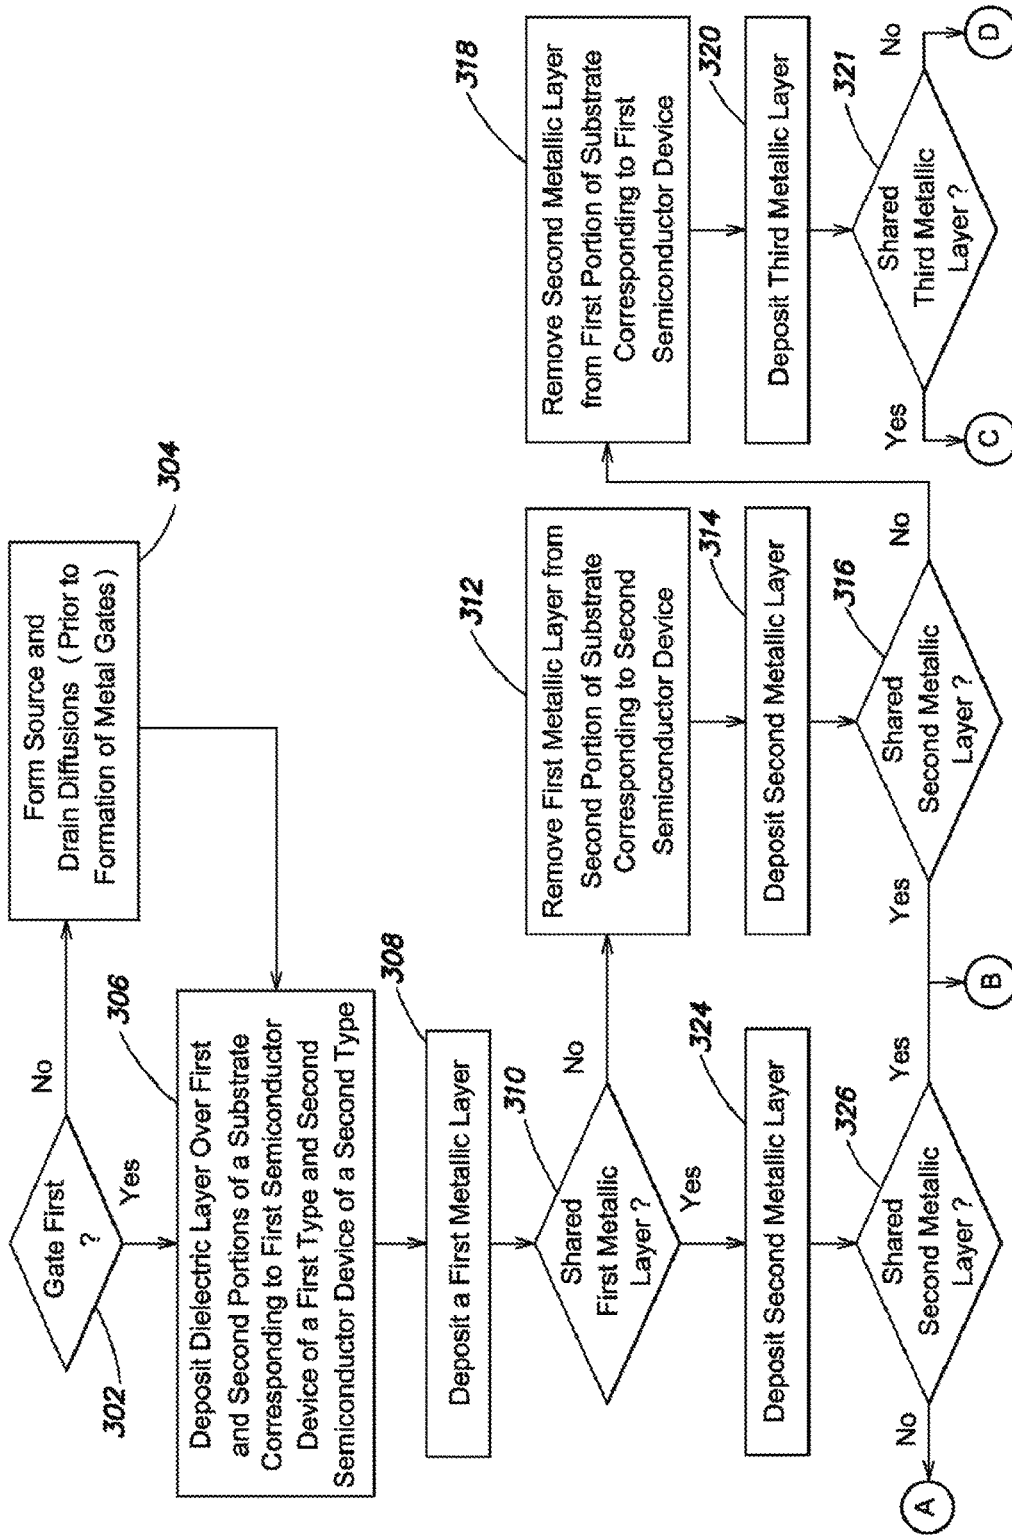 Gate First
?
302
No
Yes
Form Source and
Drain Diffusions ( Prior to
Formation of Metal Gates )
304
306
Deposit Dielectric Layer Over First
and Second Portions of a Substrate
Corresponding to First Semiconductor
Device of a First Type and Second
Semiconductor Device of a Second Type
308
Deposit a First Metallic Layer
310
Shared
First Metallic
Layer ?
No
Yes
312
Remove First Metallic Layer from
Second Portion of Substrate
Corresponding to Second
Semiconductor Device
314
Deposit Second Metallic Layer
316
Shared
Second Metallic
Layer ?
Yes
No
318
Remove Second Metallic Layer
from First Portion of Substrate
Corresponding to First
Semiconductor Device
320
Deposit Third Metallic Layer
321
Shared
Third Metallic
Layer ?
Yes
No
C
D
324
Deposit Second Metallic Layer
326
Shared
Second Metallic
Layer ?
No
Yes
A
B